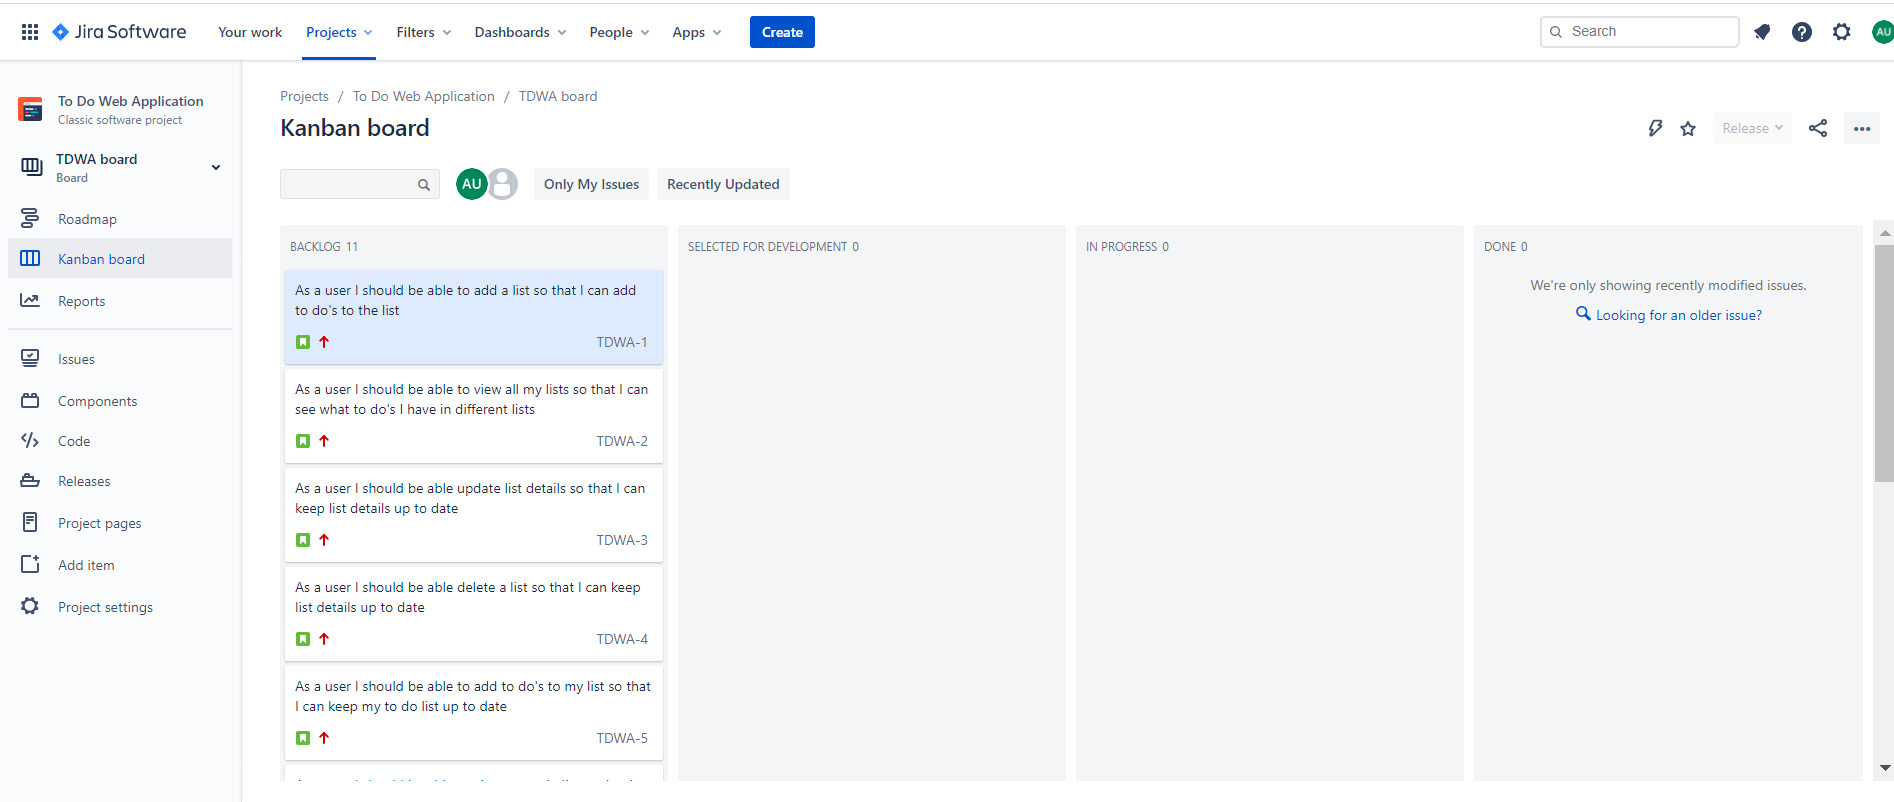 Jira Software
Your work
Projects
Filters
Dashboards
People
Apps
Create
Search
AU
To Do Web Application
Classic software project
TDWA board
Board
Roadmap
Kanban board
Reports
Issues
Components
Code
Releases
Project pages
Add item
Project settings
Projects / To Do Web Application / TDWA board
Kanban board
Release
AU
Only My Issues
Recently Updated
BACKLOG 11
As a user I should be able to add a list so that I can add
to do's to the list
TDWA-1
As a user I should be able to view all my lists so that I can
see what to do's I have in different lists
TDWA-2
As a user I should be able update list details so that I can
keep list details up to date
TDWA-3
As a user I should be able delete a list so that I can keep
list details up to date
TDWA-4
As a user I should be able to add to do's to my list so that
I can keep my to do list up to date
TDWA-5
SELECTED FOR DEVELOPMENT 0
IN PROGRESS 0
DONE 0
We're only showing recently modified issues.
Looking for an older issue?